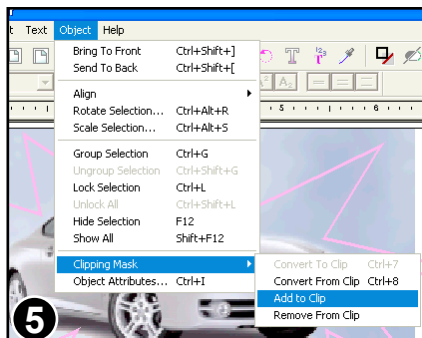 t Text Object Help
Bring To Front Ctrl+Shift+]
Send To Back Ctrl+Shift+[
Align
Rotate Selection... Ctrl+Alt+R
Scale Selection... Ctrl+Alt+S
Group Selection Ctrl+G
Ungroup Selection Ctrl+Shift+G
Lock Selection Ctrl+L
Unlock All Ctrl+Shift+L
Hide Selection F12
Show All Shift+F12
Clipping Mask
Object Attributes... Ctrl+I
Convert To Clip Ctrl+7
Convert From Clip Ctrl+8
Add to Clip
Remove From Clip
T
A₂
5 6
5